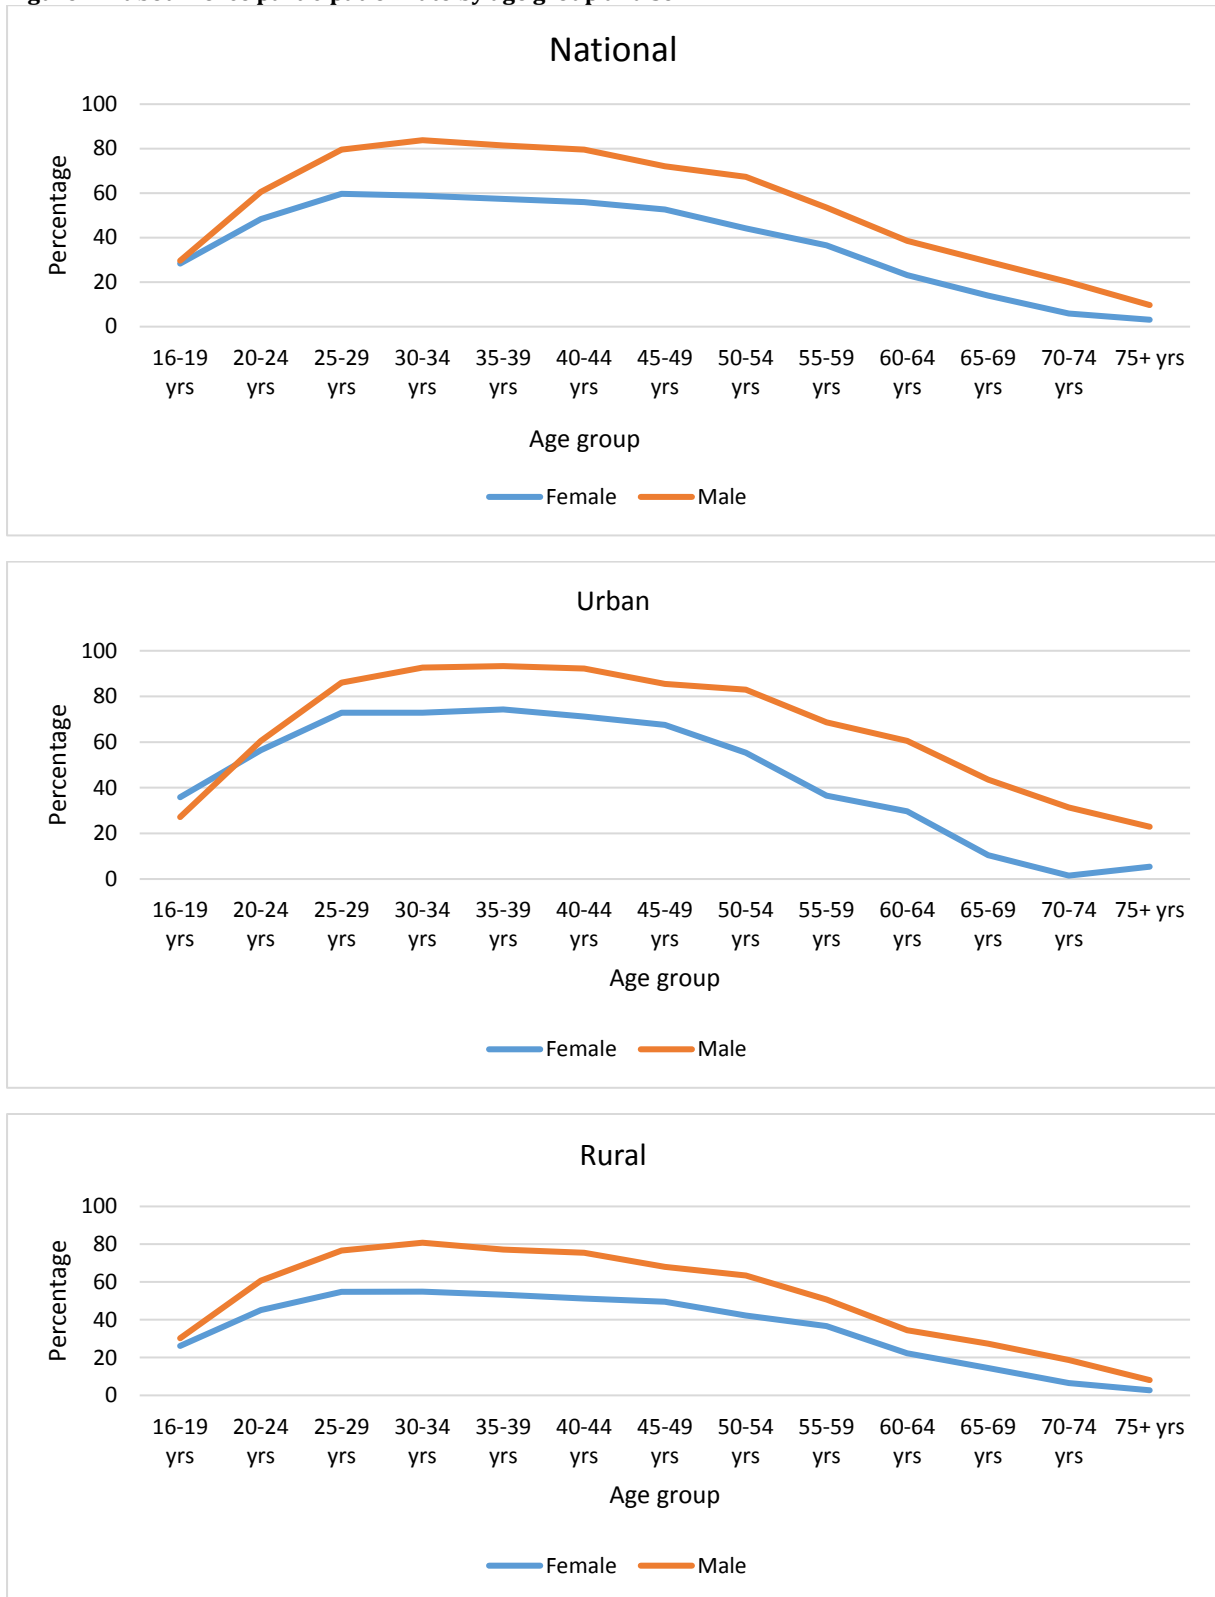 National
100
80
60
40
20
0
Percentage
16-19 yrs
20-24 yrs
25-29 yrs
30-34 yrs
35-39 yrs
40-44 yrs
45-49 yrs
50-54 yrs
55-59 yrs
60-64 yrs
65-69 yrs
70-74 yrs
75+ yrs
Age group
Female Male
Urban
100
80
60
40
20
0
Percentage
16-19 yrs
20-24 yrs
25-29 yrs
30-34 yrs
35-39 yrs
40-44 yrs
45-49 yrs
50-54 yrs
55-59 yrs
60-64 yrs
65-69 yrs
70-74 yrs
75+ yrs
Age group
Female Male
Rural
100
80
60
40
20
0
Percentage
16-19 yrs
20-24 yrs
25-29 yrs
30-34 yrs
35-39 yrs
40-44 yrs
45-49 yrs
50-54 yrs
55-59 yrs
60-64 yrs
65-69 yrs
70-74 yrs
75+ yrs
Age group
Female Male